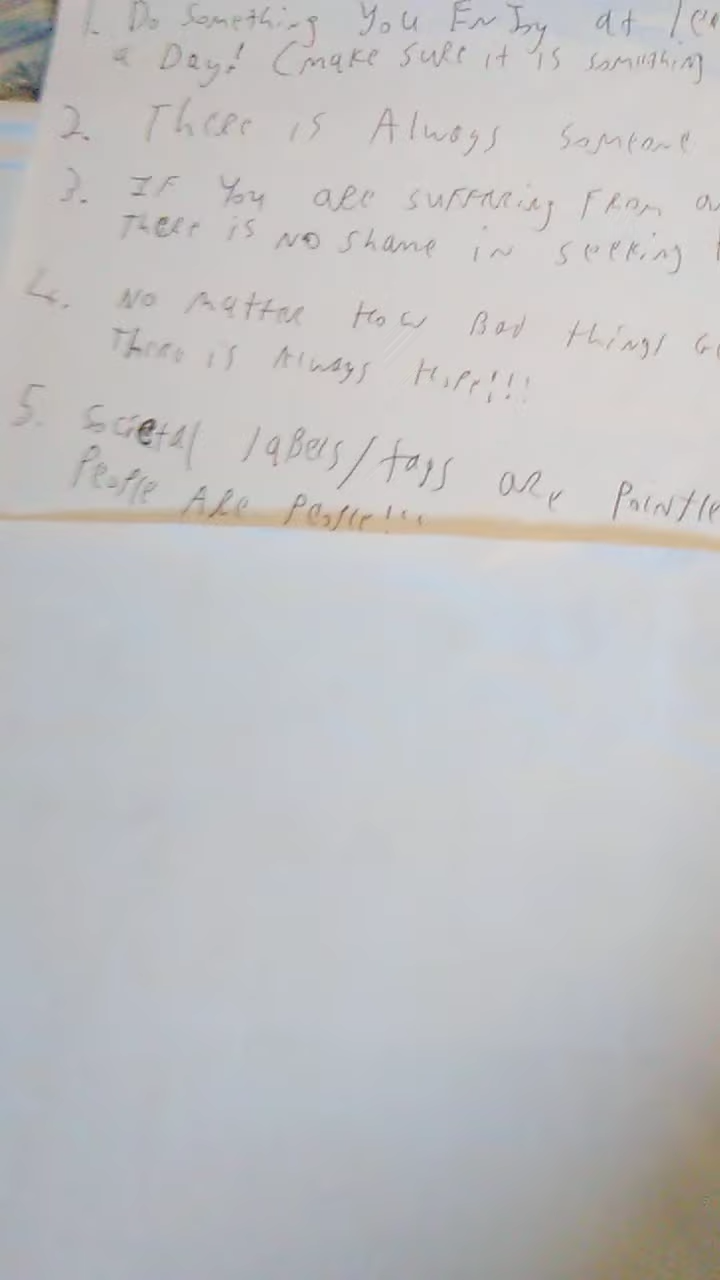 1. Do Something You Enjoy at
a Day! (make sure it is something
2. There is Always Someone
3. IF You are suffering From
There is NO shame in seeking
4. NO matter How Bad things
There is Always Hope!!!
5. Societal labels/tags are
People Are People!!!